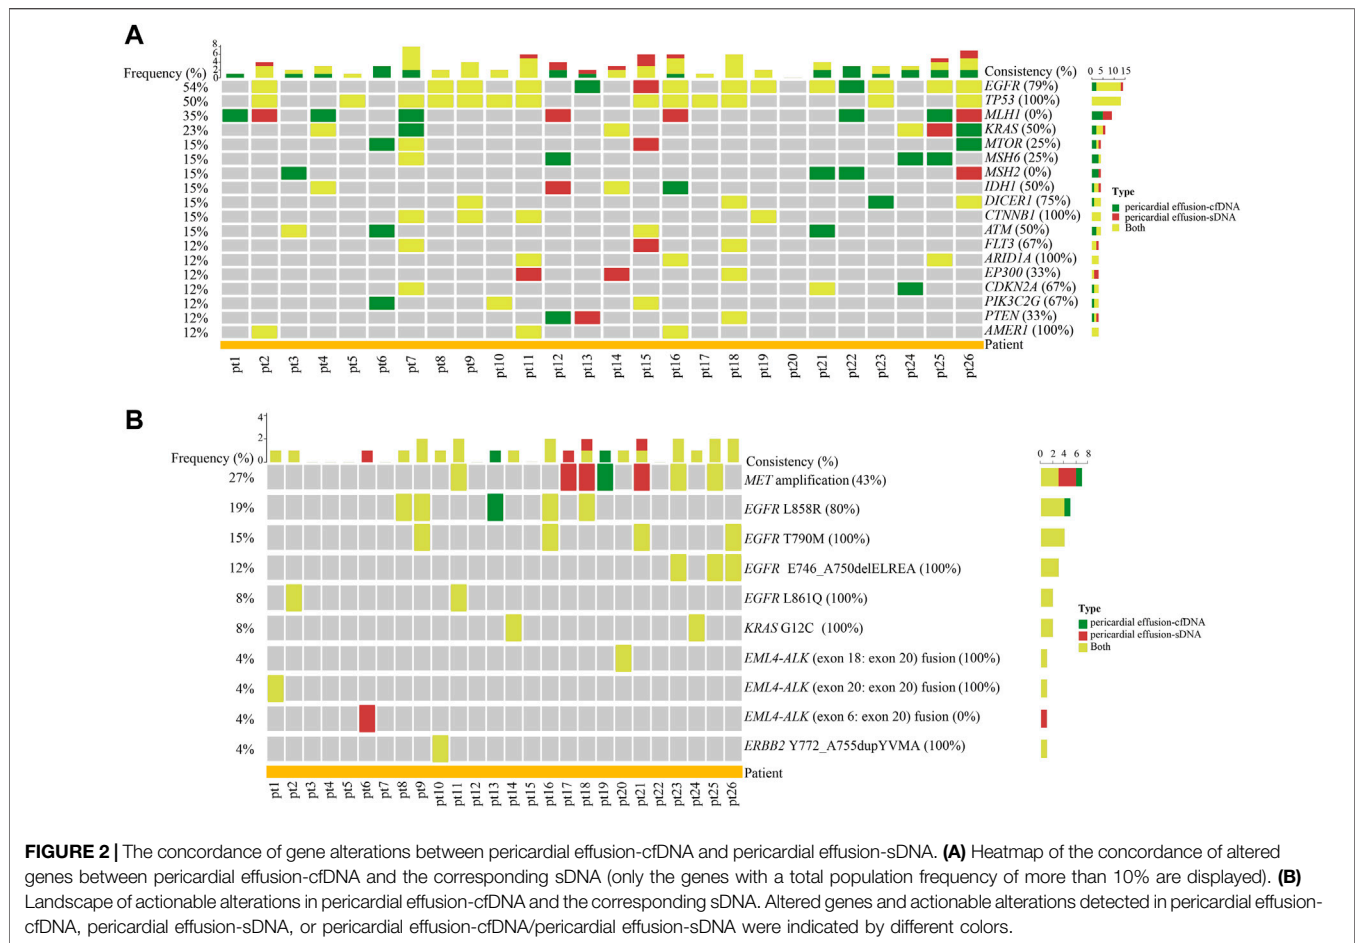 A
8
6
4
2
0
Frequency (%)
Consistency (%)
0 5 10 15
54% EGFR (79%)
50% TP53 (100%)
35% MLH1 (0%)
23% KRAS (50%)
15% MTOR (25%)
15% MSH6 (25%)
15% MSH2 (0%)
15% IDH1 (50%)
15% DICER1 (75%)
15% CTNNB1 (100%)
15% ATM (50%)
12% FLT3 (67%)
12% ARID1A (100%)
12% EP300 (33%)
12% CDKN2A (67%)
12% PIK3C2G (67%)
12% PTEN (33%)
12% AMER1 (100%)
Patient
Type
pericardial effusion-cfDNA
pericardial effusion-sDNA
Both
pt1 pt2 pt3 pt4 pt5 pt6 pt7 pt8 pt9 pt10 pt11 pt12 pt13 pt14 pt15 pt16 pt17 pt18 pt19 pt20 pt21 pt22 pt23 pt24 pt25 pt26
B
4
2
0
Frequency (%)
Consistency (%)
0 2 4 6 8
27% MET amplification (43%)
19% EGFR L858R (80%)
15% EGFR T790M (100%)
12% EGFR E746_A750delELREA (100%)
8% EGFR L861Q (100%)
8% KRAS G12C (100%)
4% EML4-ALK (exon 18: exon 20) fusion (100%)
4% EML4-ALK (exon 20: exon 20) fusion (100%)
4% EML4-ALK (exon 6: exon 20) fusion (0%)
4% ERBB2 Y772_A755dupYVMA (100%)
Patient
Type
pericardial effusion-cfDNA
pericardial effusion-sDNA
Both
pt1 pt2 pt3 pt4 pt5 pt6 pt7 pt8 pt9 pt10 pt11 pt12 pt13 pt14 pt15 pt16 pt17 pt18 pt19 pt20 pt21 pt22 pt23 pt24 pt25 pt26
FIGURE 2 | The concordance of gene alterations between pericardial effusion-cfDNA and pericardial effusion-sDNA. (A) Heatmap of the concordance of altered
genes between pericardial effusion-cfDNA and the corresponding sDNA (only the genes with a total population frequency of more than 10% are displayed). (B)
Landscape of actionable alterations in pericardial effusion-cfDNA and the corresponding sDNA. Altered genes and actionable alterations detected in pericardial effusion-
cfDNA, pericardial effusion-sDNA, or pericardial effusion-cfDNA/pericardial effusion-sDNA were indicated by different colors.